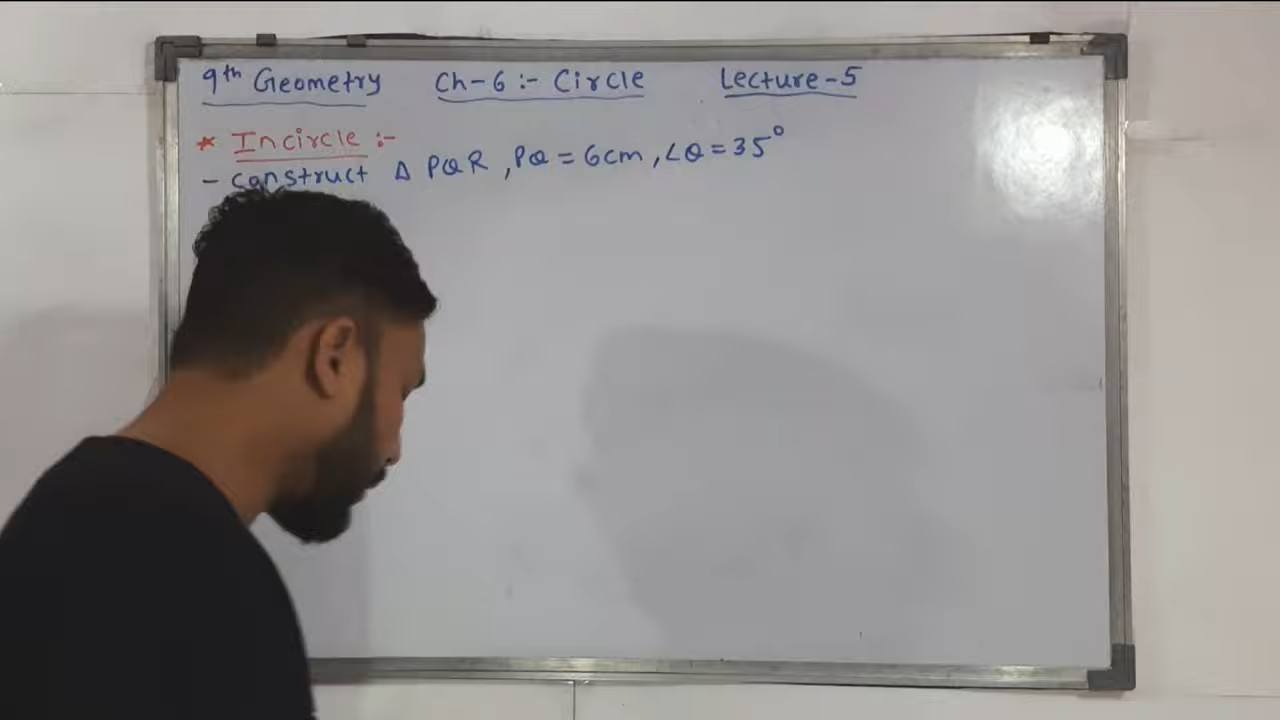 9th Geometry Ch-6 :- Circle Lecture-5
* Incircle :-
- construct Δ PQR, PQ = 6cm, ∠Q = 35°